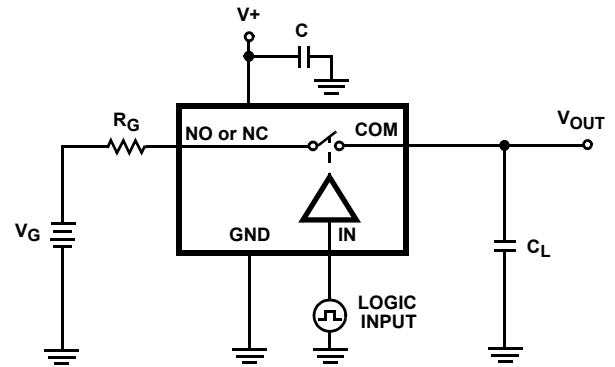 V+
C
RG
NO or NC
COM
VOUT
VG
GND
IN
CL
LOGIC
INPUT